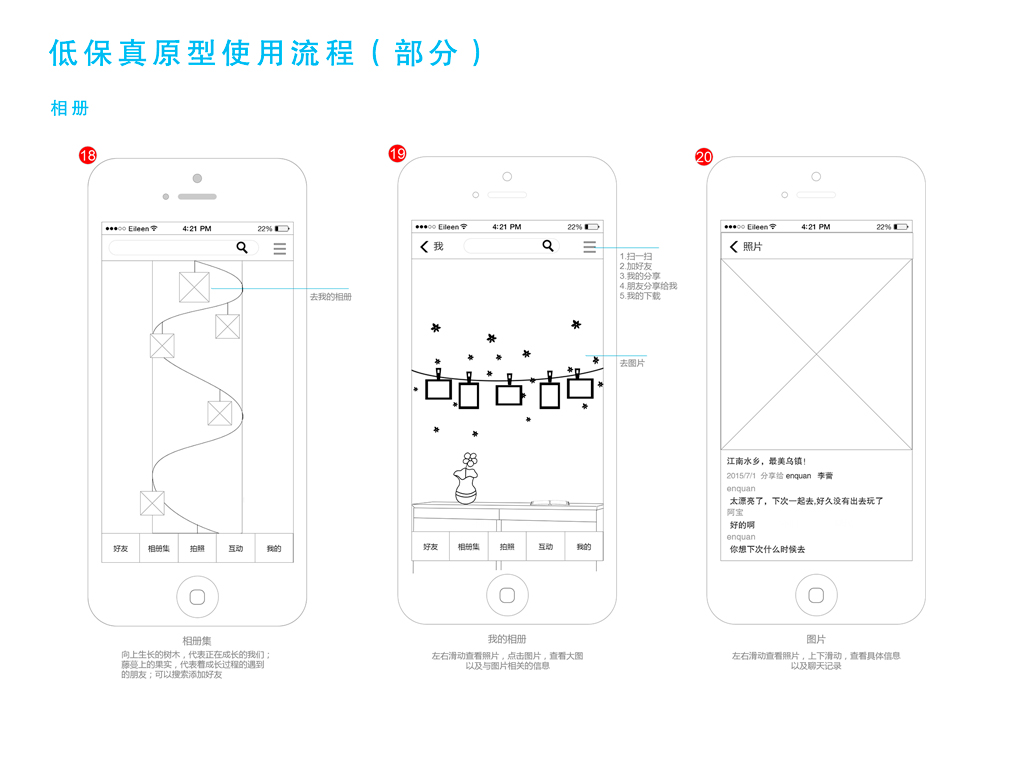 低保真原型使用流程（部分）
相册
18
Eileen 4:21 PM 22%
去我的相册
好友 相册集 拍照 互动 我的
相册集
向上生长的树木，代表正在成长的我们；
藤蔓上的果实，代表着成长过程的遇到
的朋友；可以搜索添加好友
19
Eileen 4:21 PM 22%
我
1.扫一扫
2.加好友
3.我的分享
4.朋友分享给我
5.我的下载
去图片
好友 相册集 拍照 互动 我的
我的相册
左右滑动查看照片，点击图片，查看大图
以及与图片相关的信息
20
Eileen 4:21 PM 22%
照片
江南水乡，最美乌镇！
2015/7/1 分享给 enquan 李蕾
enquan
太漂亮了，下次一起去,好久没有出去玩了
阿宝
好的啊
enquan
你想下次什么时候去
图片
左右滑动查看照片，上下滑动，查看具体信息
以及聊天记录